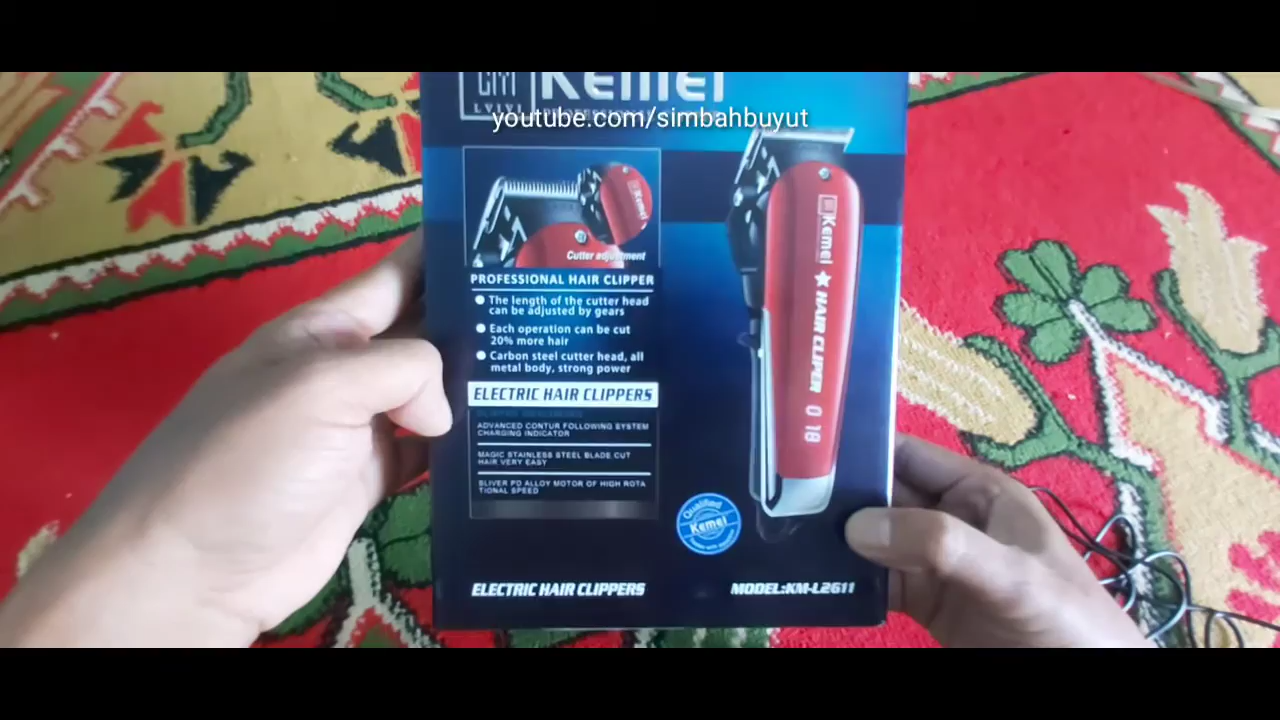 Kemei
LVIVI PROFESSIONAL
youtube.com/simbahbuyut
Kemei
Cutter adjustment
PROFESSIONAL HAIR CLIPPER
The length of the cutter head
can be adjusted by gears
Each operation can be cut
20% more hair
Carbon steel cutter head, all
metal body, strong power
ELECTRIC HAIR CLIPPERS
ADVANCED CONTUR FOLLOWING SYSTEM
CHARGING INDICATOR
MAGIC STAINLESS STEEL BLADE CUT
HAIR VERY EASY
SLIVER PD ALLOY MOTOR OF HIGH ROTA
TIONAL SPEED
Kemei ★ HAIR CLIPER 0 18
Qualified
Kemei
ELECTRIC HAIR CLIPPERS
MODEL:KM-L2611